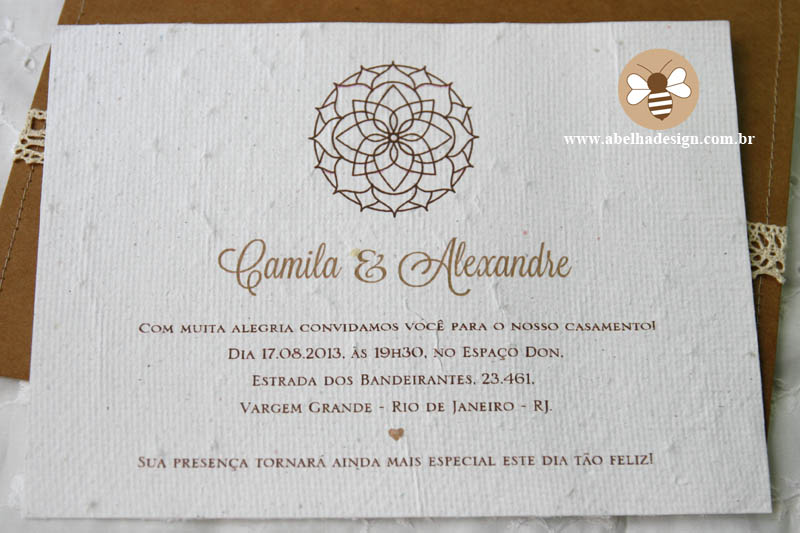 www.abelhadesign.com.br
Camila & Alexandre
Com muita alegria convidamos você para o nosso casamento!
Dia 17.08.2013, às 19h30, no Espaço Don,
Estrada dos Bandeirantes, 23.461,
Vargem Grande - Rio de Janeiro - RJ.
Sua presença tornará ainda mais especial este dia tão feliz!